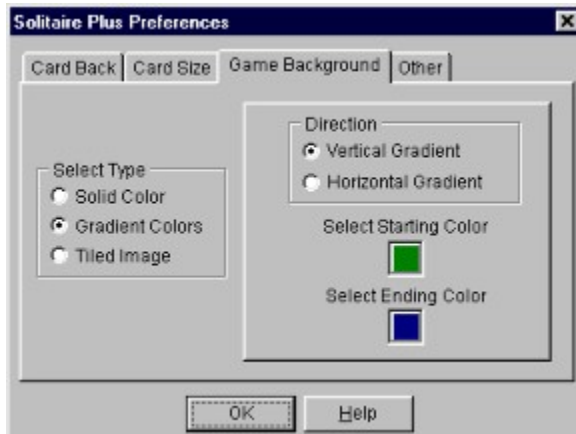 Solitaire Plus Preferences
Card Back Card Size Game Background Other
Select Type
Solid Color
Gradient Colors
Tiled Image
Direction
Vertical Gradient
Horizontal Gradient
Select Starting Color
Select Ending Color
OK Help